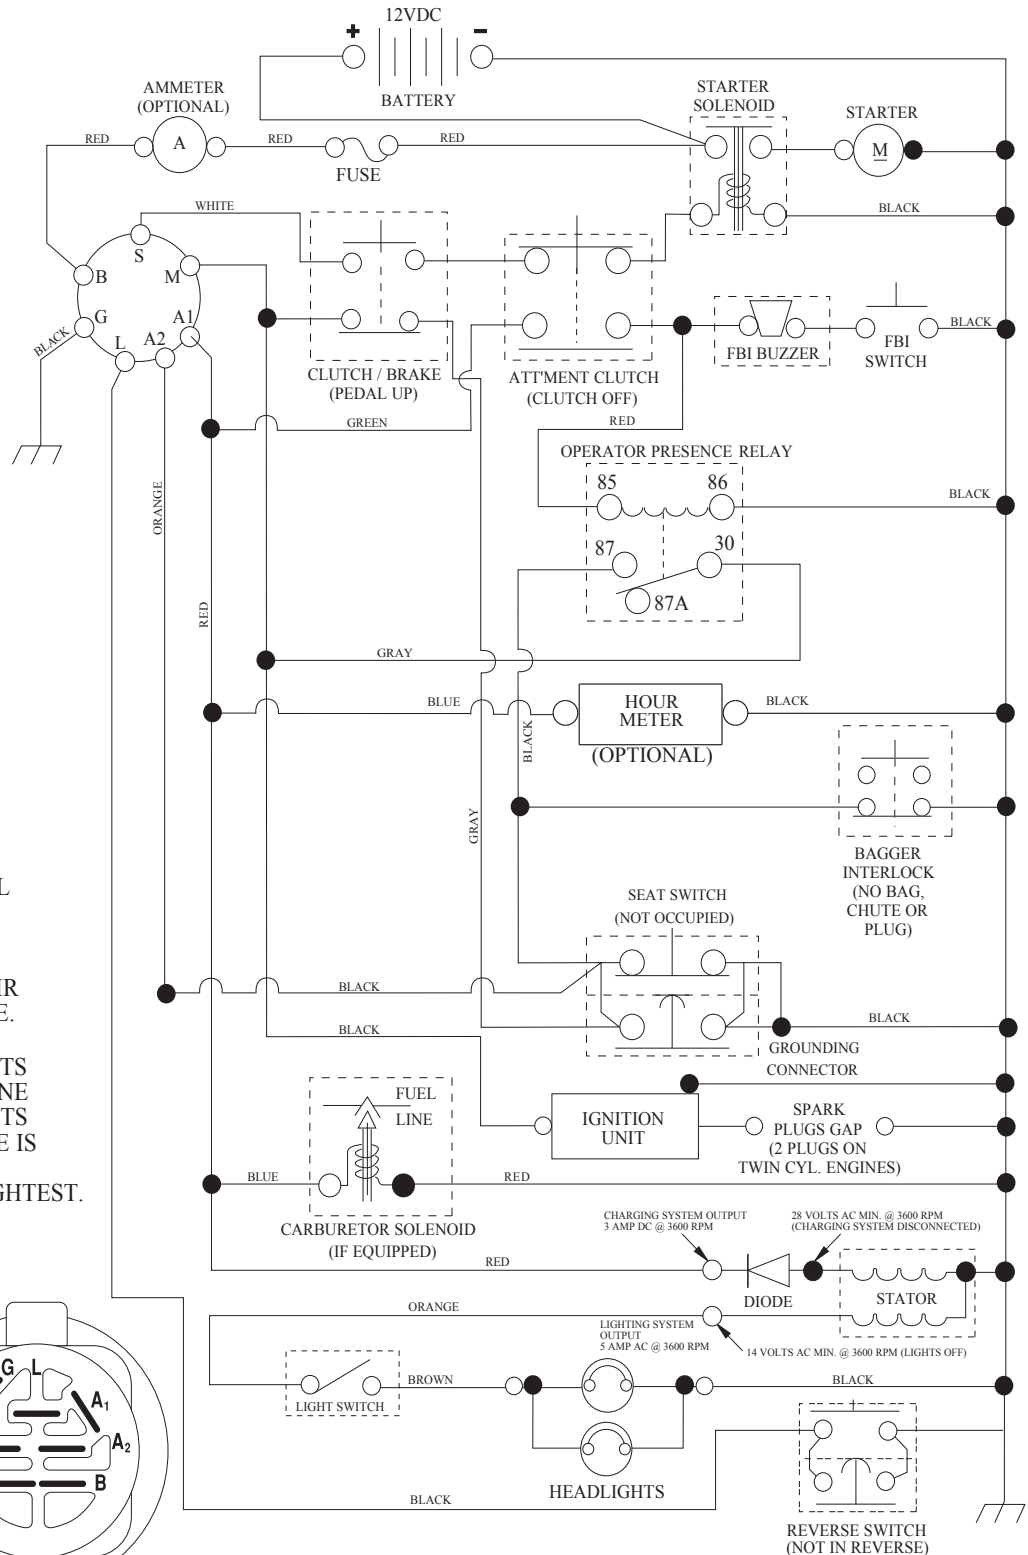 12VDC
+
-
BATTERY
AMMETER
(OPTIONAL)
A
RED
RED
RED
FUSE
STARTER
SOLENOID
STARTER
M
BLACK
WHITE
S
B
M
G
A1
A2
L
BLACK
CLUTCH / BRAKE
(PEDAL UP)
ATT'MENT CLUTCH
(CLUTCH OFF)
FBI BUZZER
FBI
SWITCH
BLACK
GREEN
RED
OPERATOR PRESENCE RELAY
85
86
87
30
87A
BLACK
ORANGE
RED
GRAY
BLUE
HOUR
METER
(OPTIONAL)
BLACK
BLACK
GRAY
BAGGER
INTERLOCK
(NO BAG,
CHUTE OR
PLUG)
L
SEAT SWITCH
(NOT OCCUPIED)
IR
E.
BLACK
BLACK
BLACK
GROUNDING
CONNECTOR
TS
NE
TS
E IS
GHTEST.
FUEL
LINE
IGNITION
UNIT
SPARK
PLUGS GAP
(2 PLUGS ON
TWIN CYL. ENGINES)
BLUE
RED
CARBURETOR SOLENOID
(IF EQUIPPED)
CHARGING SYSTEM OUTPUT
3 AMP DC @ 3600 RPM
28 VOLTS AC MIN. @ 3600 RPM
(CHARGING SYSTEM DISCONNECTED)
RED
DIODE
STATOR
ORANGE
LIGHTING SYSTEM
OUTPUT
5 AMP AC @ 3600 RPM
14 VOLTS AC MIN. @ 3600 RPM (LIGHTS OFF)
BROWN
LIGHT SWITCH
BLACK
HEADLIGHTS
G
L
A1
A2
B
BLACK
REVERSE SWITCH
(NOT IN REVERSE)